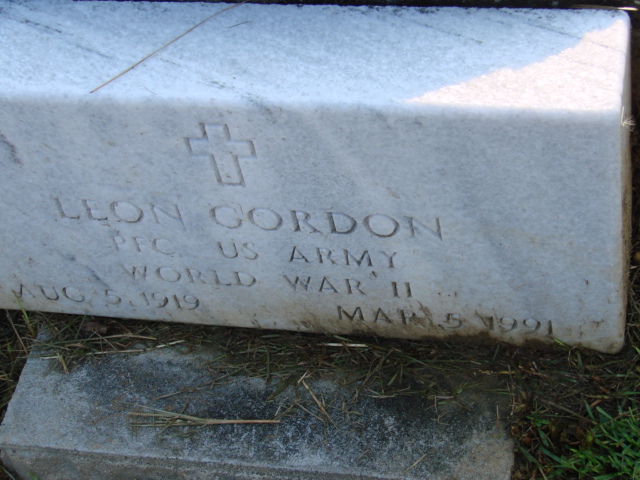 LEON GORDON
PFC US ARMY
WORLD WAR II
AUG 5 1919 MAR 5 1991